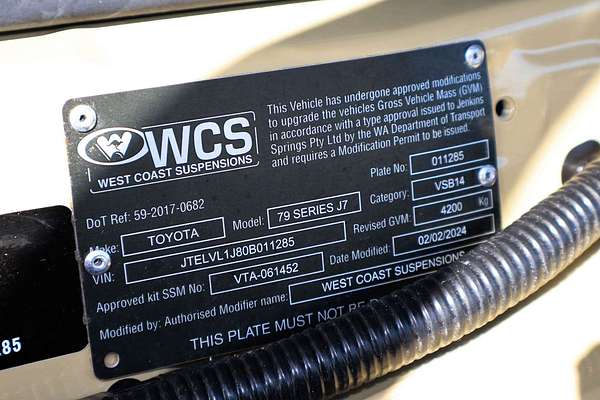 This Vehicle has undergone approved modifications
to upgrade the vehicles Gross Vehicle Mass (GVM)
in accordance with a type approval issued to Jenkins
Springs Pty Ltd by the WA Department of Transport
and requires a Modification Permit to be issued.
WCS
WEST COAST SUSPENSIONS
Plate No: 011285
DoT Ref: 59-2017-0682
Category: VSB14
Make: TOYOTA
Model: 79 SERIES J7
Revised GVM: 4200 Kg
VIN: JTELVL1J80B011285
Date Modified: 02/02/2024
Approved kit SSM No: VTA-061452
Modified by: Authorised Modifier name: WEST COAST SUSPENSIONS
THIS PLATE MUST NOT BE
85